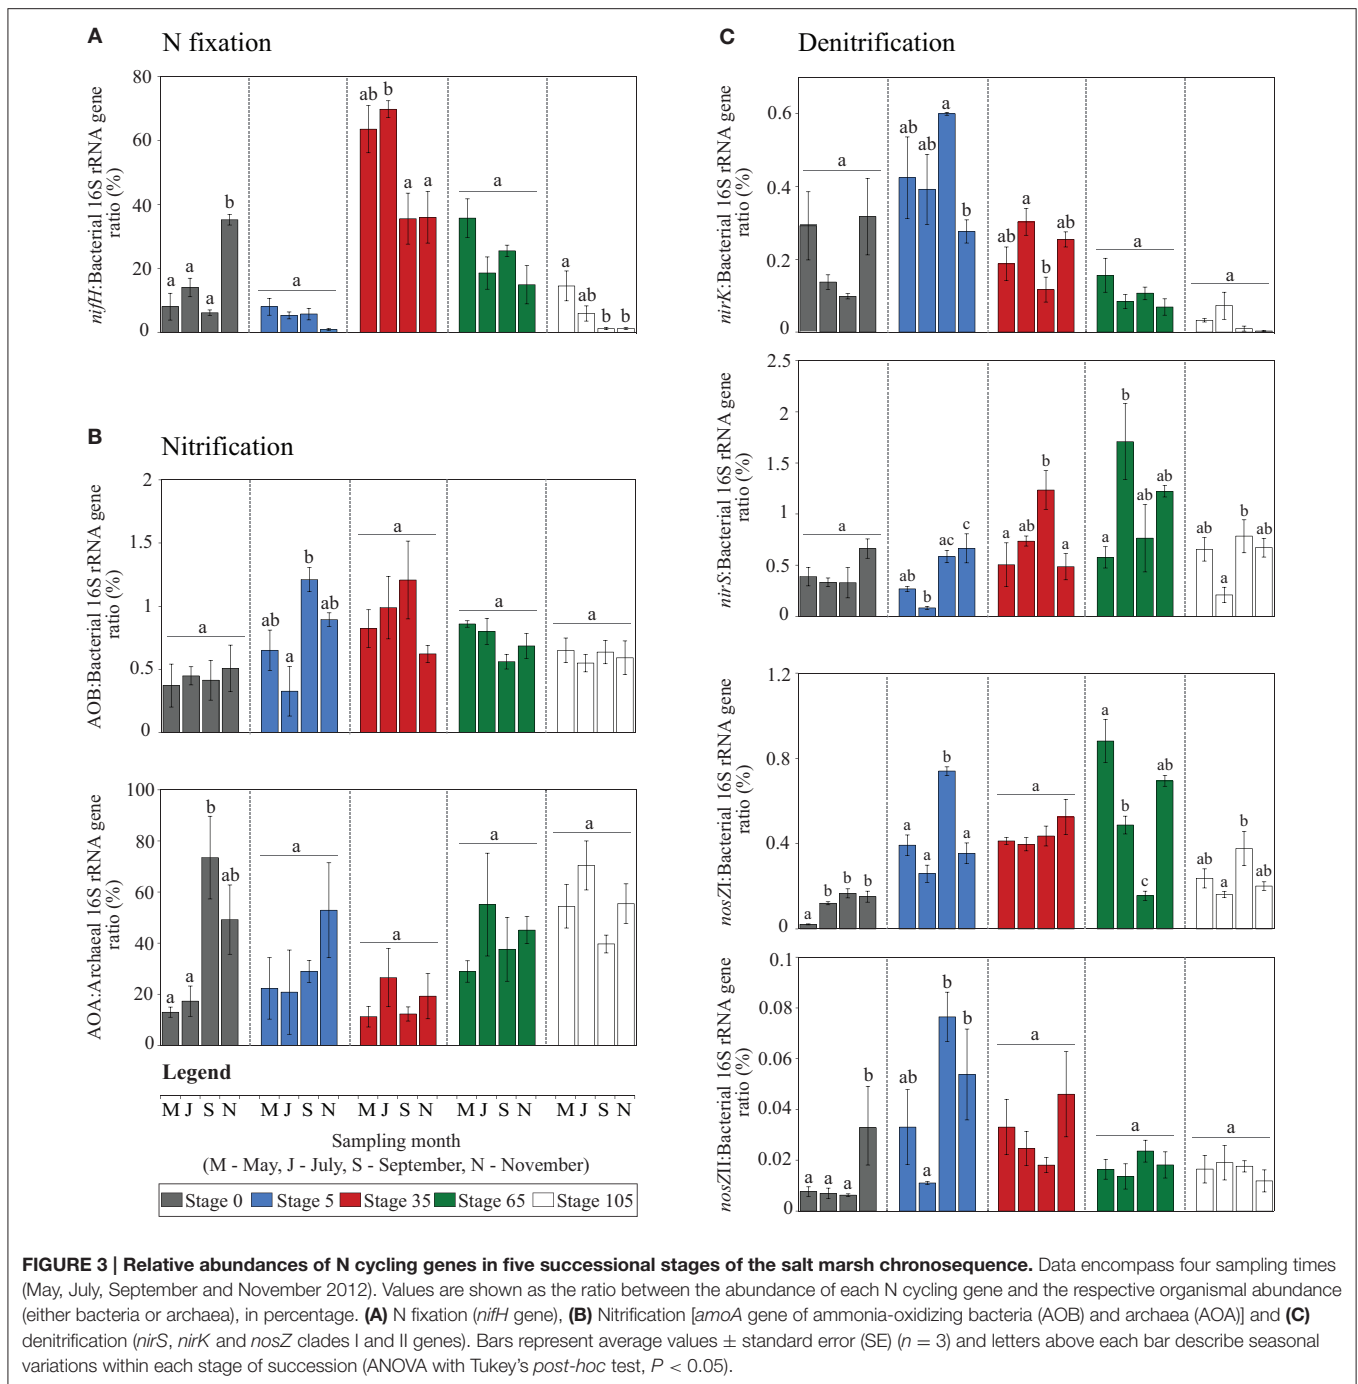 A N fixation
nifH:Bacterial 16S rRNA gene
ratio (%)
80
60
40
20
0
a
a
a
b
a
ab
b
a
a
a
a
ab
b
b
B Nitrification
AOB:Bacterial 16S rRNA gene
ratio (%)
2
1.5
1
0.5
0
a
ab
a
b
ab
a
a
a
AOA:Archaeal 16S rRNA gene
ratio (%)
100
80
60
40
20
0
a
a
b
ab
a
a
a
a
Legend
M J S N M J S N M J S N M J S N M J S N
Sampling month
(M - May, J - July, S - September, N - November)
Stage 0 Stage 5 Stage 35 Stage 65 Stage 105
C Denitrification
nirK:Bacterial 16S rRNA gene
ratio (%)
0.6
0.4
0.2
0
a
ab
ab
a
b
ab
a
b
ab
a
a
nirS:Bacterial 16S rRNA gene
ratio (%)
2.5
2
1.5
1
0.5
0
a
ab
b
ac
c
a
ab
b
a
a
b
ab
ab
ab
a
b
ab
nosZI:Bacterial 16S rRNA gene
ratio (%)
1.2
0.8
0.4
0
a
b
b
b
a
a
b
a
a
a
b
c
ab
ab
a
b
ab
nosZII:Bacterial 16S rRNA gene
ratio (%)
0.1
0.08
0.06
0.04
0.02
0
a
a
a
b
ab
a
b
b
a
a
a
FIGURE 3 | Relative abundances of N cycling genes in five successional stages of the salt marsh chronosequence. Data encompass four sampling times
(May, July, September and November 2012). Values are shown as the ratio between the abundance of each N cycling gene and the respective organismal abundance
(either bacteria or archaea), in percentage. (A) N fixation (nifH gene), (B) Nitrification [amoA gene of ammonia-oxidizing bacteria (AOB) and archaea (AOA)] and (C)
denitrification (nirS, nirK and nosZ clades I and II genes). Bars represent average values ± standard error (SE) (n = 3) and letters above each bar describe seasonal
variations within each stage of succession (ANOVA with Tukey's post-hoc test, P < 0.05).